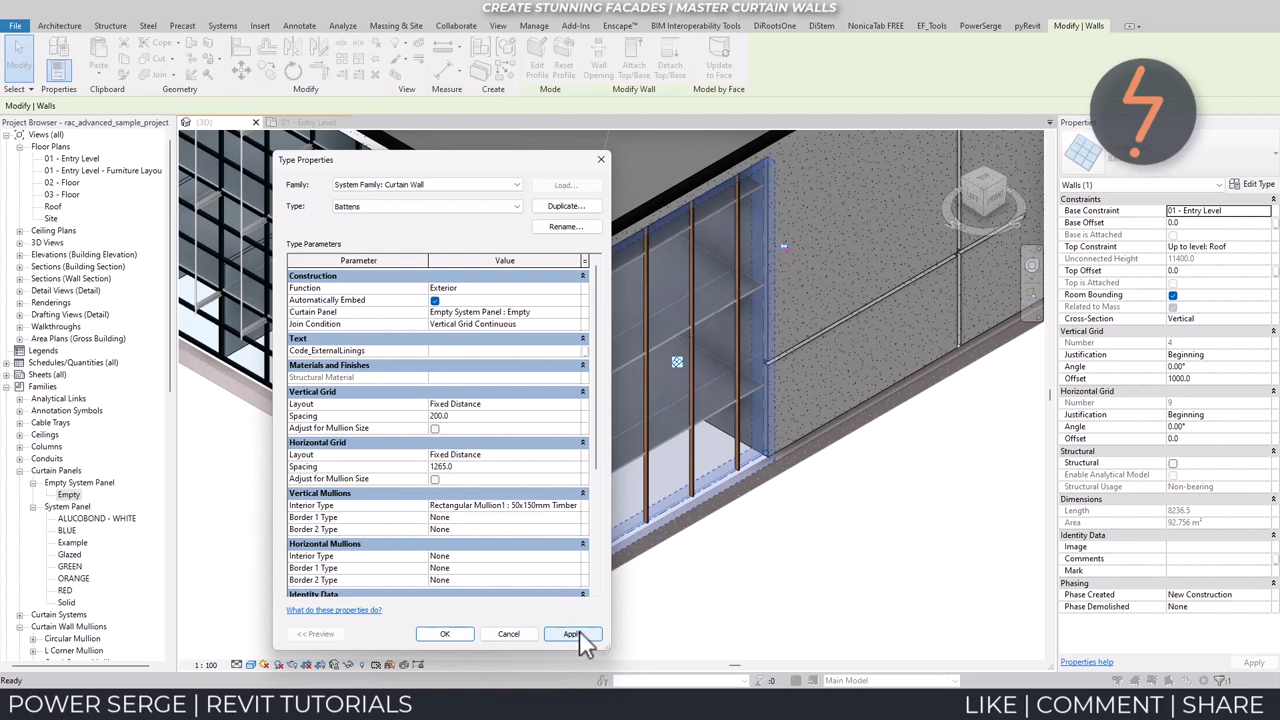 CREATE STUNNING FACADES | MASTER CURTAIN WALLS
File Architecture Structure Steel Precast Systems Insert Annotate Analyze Massing & Site Collaborate View Manage Add-Ins Enscape™ BIM Interoperability Tools DiRootsOne DiStem NonicaTab FREE EF_Tools PowerSerge pyRevit Modify | Walls
Modify Paste Cope Cut Join Edit Profile Reset Profile Wall Opening Attach Top/Base Detach Top/Base Update to Face
Select Properties Clipboard Geometry Modify View Measure Create Mode Modify Wall Model by Face
Modify | Walls
Project Browser - rac_advanced_sample_project
Views (all)
Floor Plans
01 - Entry Level
01 - Entry Level - Furniture Layou
02 - Floor
03 - Floor
Roof
Site
Ceiling Plans
3D Views
Elevations (Building Elevation)
Sections (Building Section)
Sections (Wall Section)
Detail Views (Detail)
Renderings
Drafting Views (Detail)
Walkthroughs
Area Plans (Gross Building)
Legends
Schedules/Quantities (all)
Sheets (all)
Families
Analytical Links
Annotation Symbols
Cable Trays
Ceilings
Columns
Conduits
Curtain Panels
Empty System Panel
Empty
System Panel
ALUCOBOND - WHITE
BLUE
Example
Glazed
GREEN
ORANGE
RED
Solid
Curtain Systems
Curtain Wall Mullions
Circular Mullion
L Corner Mullion
{3D}
01 - Entry Level
Type Properties
Family: System Family: Curtain Wall Load...
Type: Battens Duplicate...
Rename...
Type Parameters
Parameter Value =
Construction
Function Exterior
Automatically Embed
Curtain Panel Empty System Panel : Empty
Join Condition Vertical Grid Continuous
Text
Code_ExternalLinings
Materials and Finishes
Structural Material
Vertical Grid
Layout Fixed Distance
Spacing 200.0
Adjust for Mullion Size
Horizontal Grid
Layout Fixed Distance
Spacing 1265.0
Adjust for Mullion Size
Vertical Mullions
Interior Type Rectangular Mullion1 : 50x150mm Timber
Border 1 Type None
Border 2 Type None
Horizontal Mullions
Interior Type None
Border 1 Type None
Border 2 Type None
Identity Data
What do these properties do?
<< Preview OK Cancel Apply
TOP
Properties
Walls (1) Edit Type
Constraints
Base Constraint 01 - Entry Level
Base Offset 0.0
Base is Attached
Top Constraint Up to level: Roof
Unconnected Height 11400.0
Top Offset 0.0
Top is Attached
Room Bounding
Related to Mass
Cross-Section Vertical
Vertical Grid
Number 4
Justification Beginning
Angle 0.00°
Offset 1000.0
Horizontal Grid
Number 9
Justification Beginning
Angle 0.00°
Offset 0.0
Structural
Structural
Enable Analytical Model
Structural Usage Non-bearing
Dimensions
Length 8236.5
Area 92.756 m²
Identity Data
Image
Comments
Mark
Phasing
Phase Created New Construction
Phase Demolished None
Properties help Apply
1 : 100
Ready :0 Main Model :1
POWER SERGE | REVIT TUTORIALS LIKE | COMMENT | SHARE